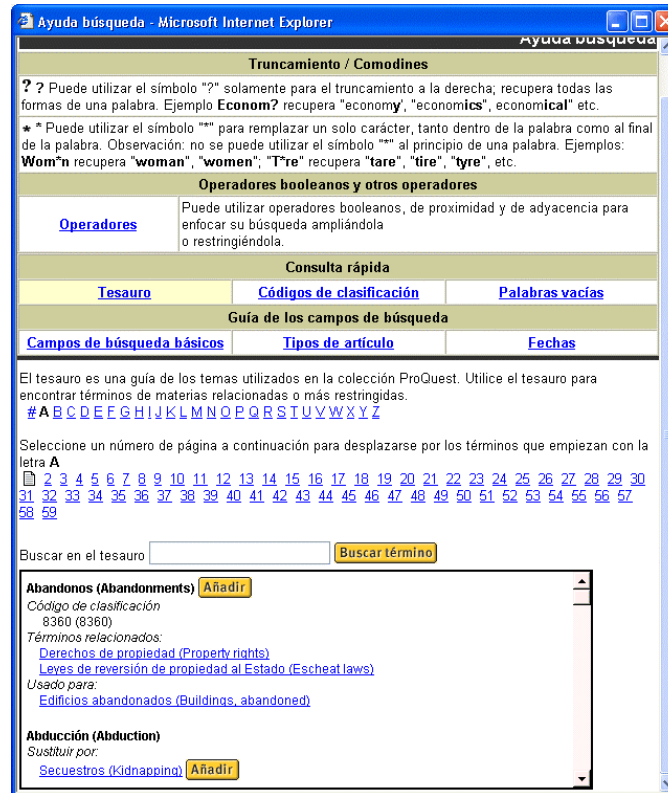 Ayuda búsqueda - Microsoft Internet Explorer
Ayuda búsqueda
Truncamiento / Comodines
? ? Puede utilizar el símbolo "?" solamente para el truncamiento a la derecha; recupera todas las
formas de una palabra. Ejemplo Econom? recupera "economy', "economics", economical" etc.
* * Puede utilizar el símbolo "*" para remplazar un solo carácter, tanto dentro de la palabra como al final
de la palabra. Observación: no se puede utilizar el símbolo "*" al principio de una palabra. Ejemplos:
Wom*n recupera "woman", "women"; "T*re" recupera "tare", "tire", "tyre", etc.
Operadores booleanos y otros operadores
Operadores
Puede utilizar operadores booleanos, de proximidad y de adyacencia para
enfocar su búsqueda ampliándola
o restringiéndola.
Consulta rápida
Tesauro Códigos de clasificación Palabras vacías
Guía de los campos de búsqueda
Campos de búsqueda básicos Tipos de artículo Fechas
El tesauro es una guía de los temas utilizados en la colección ProQuest. Utilice el tesauro para
encontrar términos de materias relacionadas o más restringidas.
# A B C D E F G H I J K L M N O P Q R S T U V W X Y Z
Seleccione un número de página a continuación para desplazarse por los términos que empiezan con la
letra A
2 3 4 5 6 7 8 9 10 11 12 13 14 15 16 17 18 19 20 21 22 23 24 25 26 27 28 29 30
31 32 33 34 35 36 37 38 39 40 41 42 43 44 45 46 47 48 49 50 51 52 53 54 55 56 57
58 59
Buscar en el tesauro Buscar término
Abandonos (Abandonments) Añadir
Código de clasificación
8360 (8360)
Términos relacionados:
Derechos de propiedad (Property rights)
Leyes de reversión de propiedad al Estado (Escheat laws)
Usado para:
Edificios abandonados (Buildings, abandoned)
Abducción (Abduction)
Sustituir por:
Secuestros (Kidnapping) Añadir